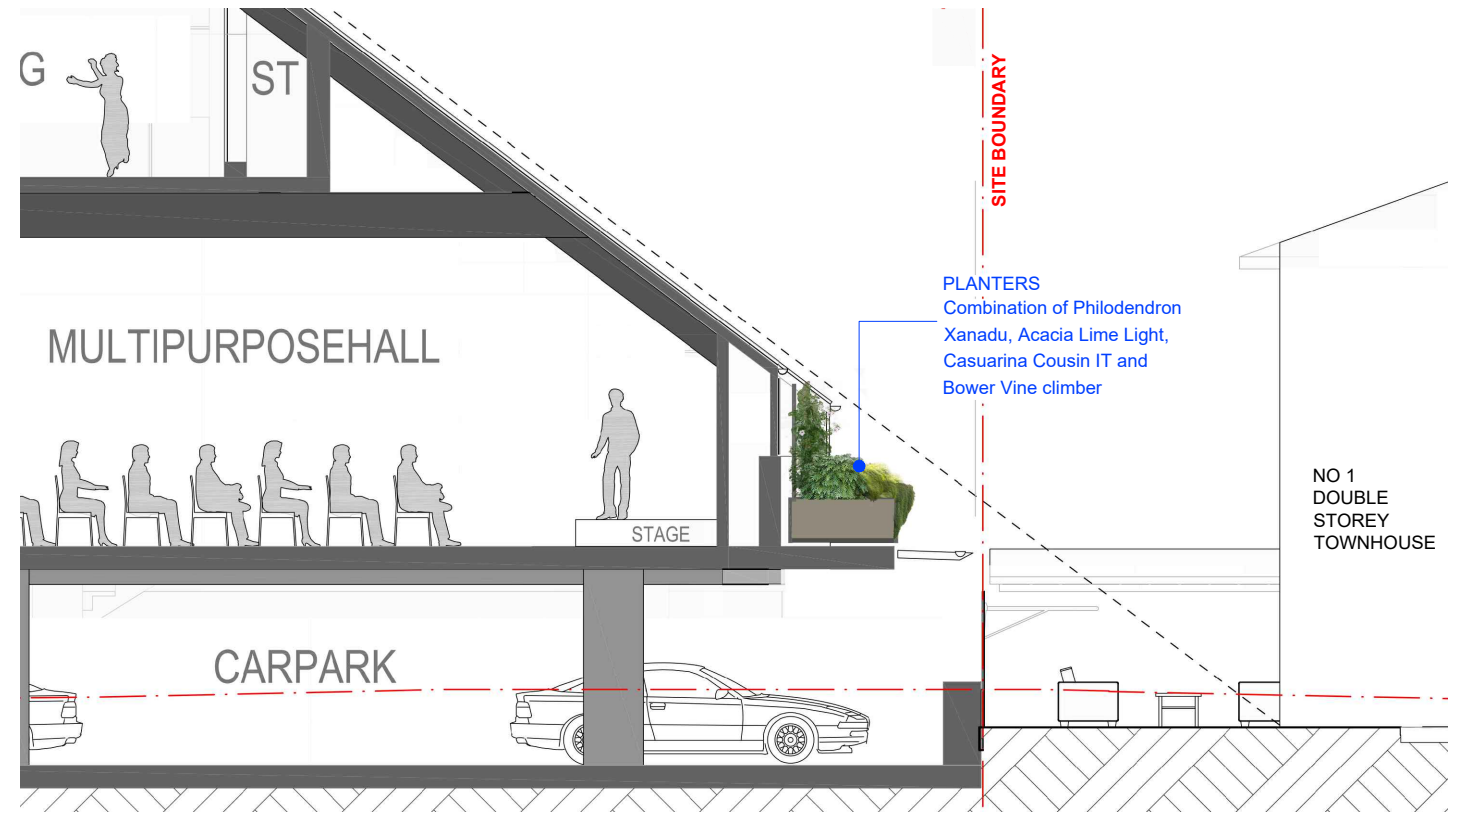 G
ST
SITE BOUNDARY
PLANTERS
Combination of Philodendron
Xanadu, Acacia Lime Light,
Casuarina Cousin IT and
Bower Vine climber
MULTIPURPOSEHALL
STAGE
NO 1
DOUBLE
STOREY
TOWNHOUSE
CARPARK